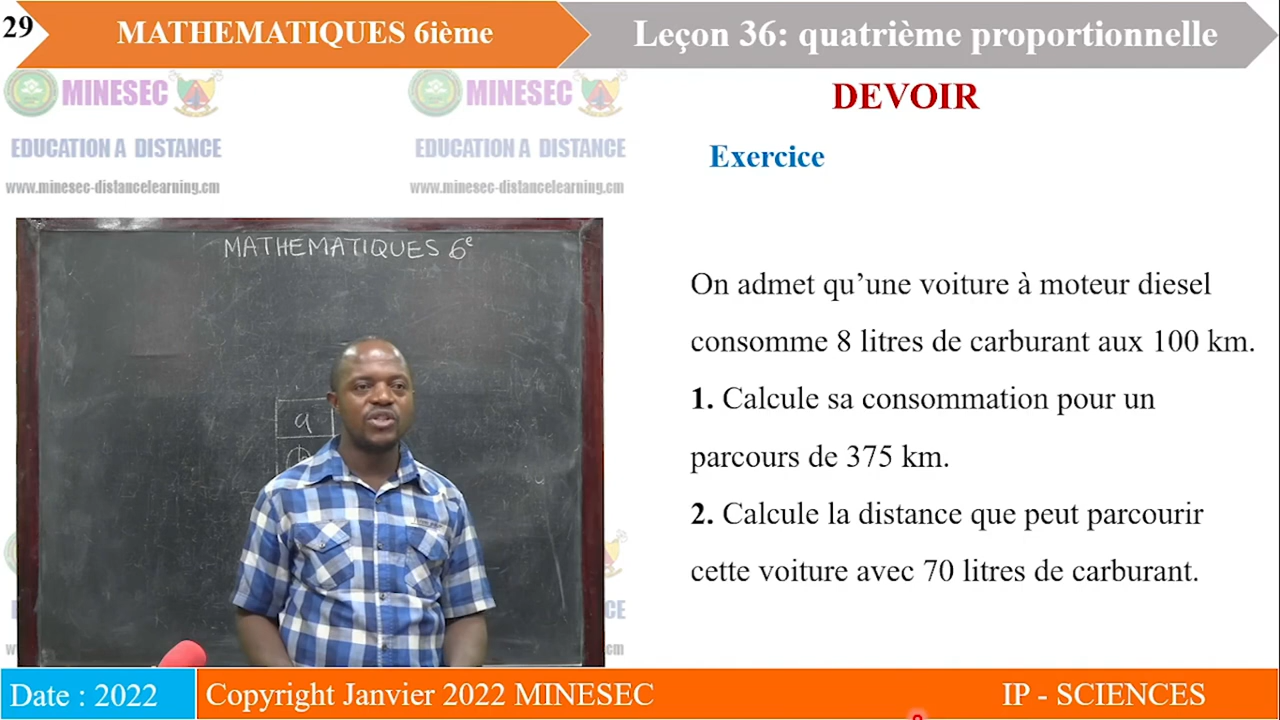 29
MATHEMATIQUES 6ième
Leçon 36: quatrième proportionnelle
MINESEC
MINESEC
EDUCATION A DISTANCE
EDUCATION A DISTANCE
www.minesec-distancelearning.cm
www.minesec-distancelearning.cm
MATHEMATIQUES 6e
a
DEVOIR
Exercice
On admet qu’une voiture à moteur diesel
consomme 8 litres de carburant aux 100 km.
1. Calcule sa consommation pour un
parcours de 375 km.
2. Calcule la distance que peut parcourir
cette voiture avec 70 litres de carburant.
Date : 2022
Copyright Janvier 2022 MINESEC
IP - SCIENCES